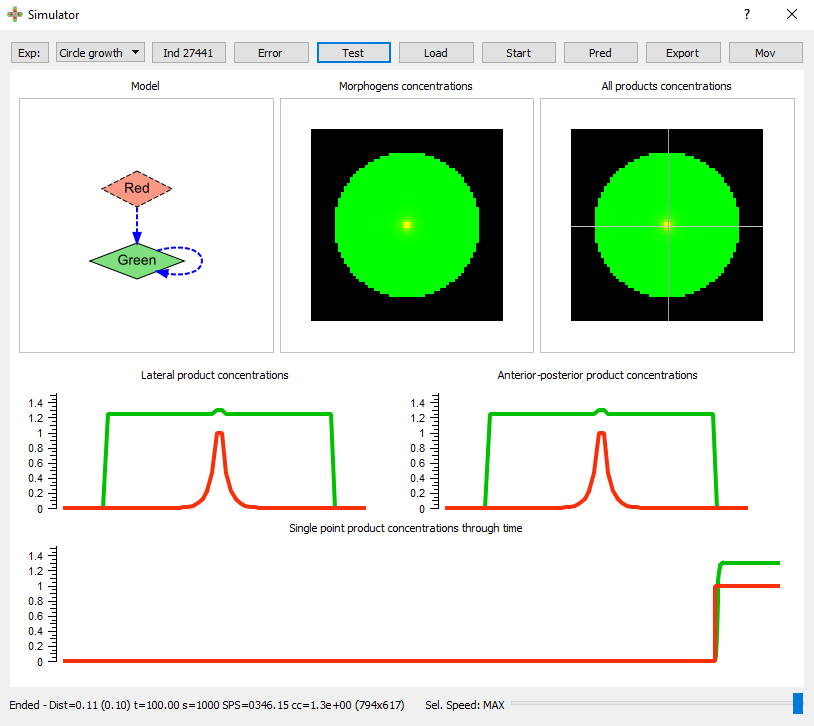 Simulator
? 
Exp: Circle growth Ind 27441 Error Test Load Start Pred Export Mov
Model Morphogens concentrations All products concentrations
Red
Green
Lateral product concentrations Anterior-posterior product concentrations
1.4 1.4
1.2 1.2
1 1
0.8 0.8
0.6 0.6
0.4 0.4
0.2 0.2
0 0
Single point product concentrations through time
1.4
1.2
1
0.8
0.6
0.4
0.2
0
Ended - Dist=0.11 (0.10) t=100.00 s=1000 SPS=0346.15 cc=1.3e+00 (794x617) Sel. Speed: MAX